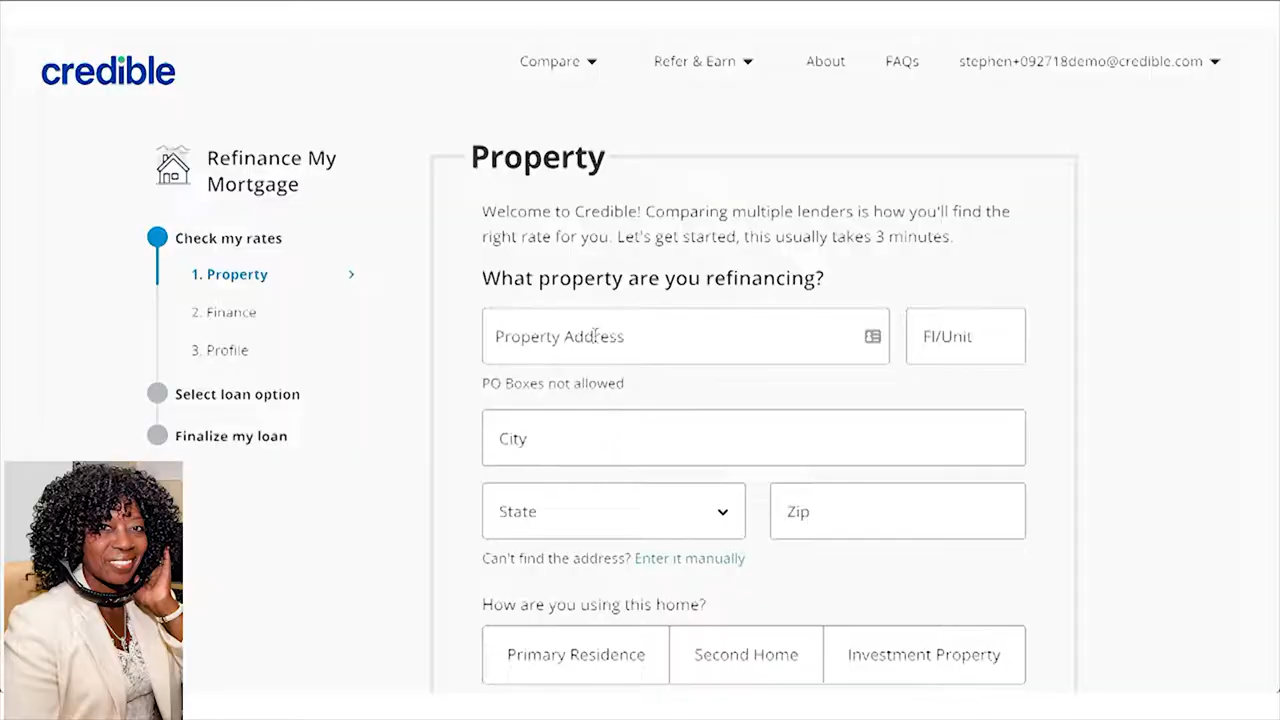 credible
Compare
Refer & Earn
About
FAQs
stephen+092718demo@credible.com
Refinance My
Mortgage
Check my rates
1. Property
2. Finance
3. Profile
Select loan option
Finalize my loan
Property
Welcome to Credible! Comparing multiple lenders is how you'll find the
right rate for you. Let's get started, this usually takes 3 minutes.
What property are you refinancing?
Property Address
Fl/Unit
PO Boxes not allowed
City
State
Zip
Can't find the address? Enter it manually
How are you using this home?
Primary Residence
Second Home
Investment Property